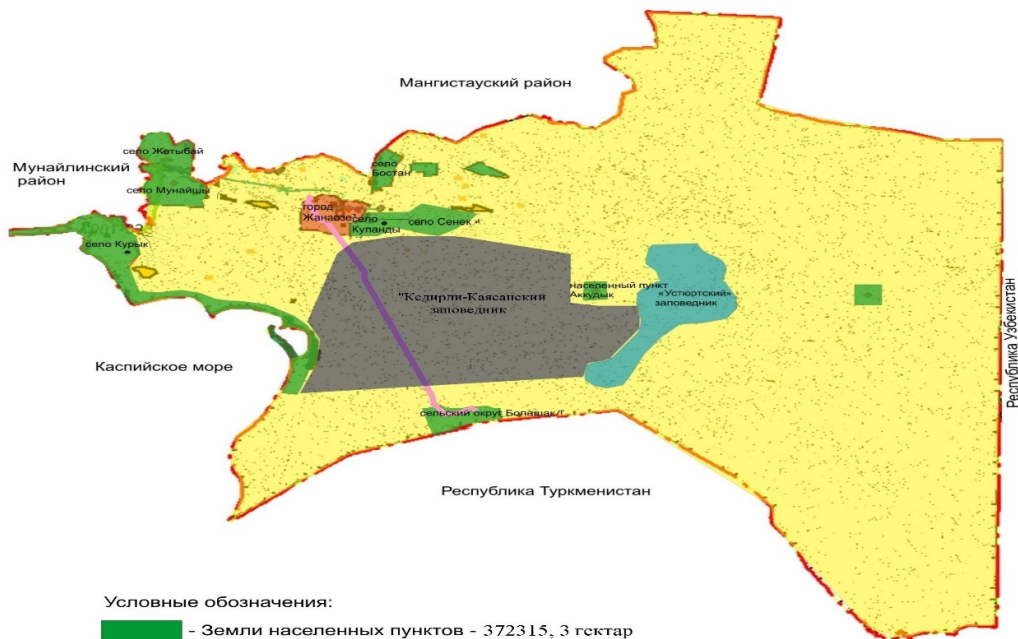 Мангистауский район
село Жетыбай
Мунайлинский
район
село Мунайшы
село
Бостан
город
Жанаозен
село
Куланды
село Сенек
село Курык
населенный пункт
Аккудык
"Кедирли-Каясанский
заповедник
«Устюртский»
заповедник
Республика Узбекистан
Каспийское море
сельский округ Болашак
Республика Туркменистан
Условные обозначения:
- Земли населенных пунктов - 372315, 3 гектар